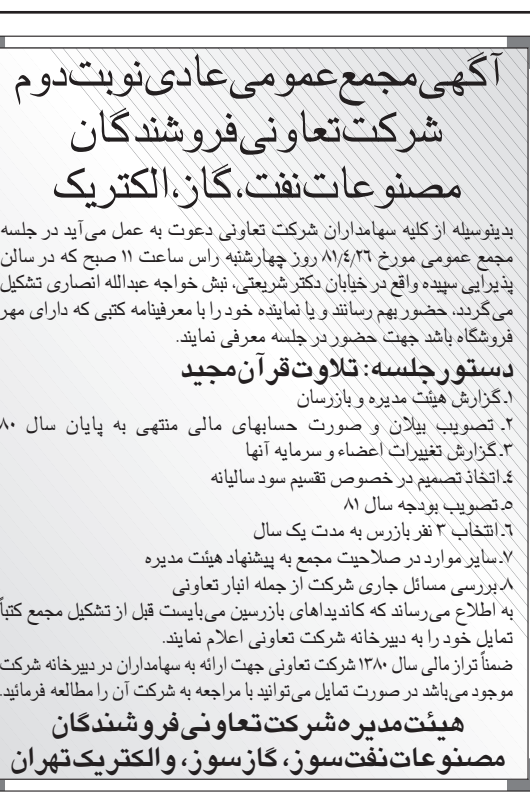 آگهی مجمع عمومی عادی نوبت دوم
شرکت تعاونی فروشندگان
مصنوعات نفت، گاز، الکتریک
بدینوسیله از کلیه سهامداران شرکت تعاونی دعوت به عمل می‌آید در جلسه
مجمع عمومی مورخ ۸۱/۴/۲۶ روز چهارشنبه راس ساعت ۱۱ صبح که در سالن
پذیرایی سپیده واقع در خیابان دکتر شریعتی، نبش خواجه عبدالله انصاری تشکیل
می‌گردد، حضور بهم رسانند و یا نماینده خود را با معرفینامه کتبی که دارای مهر
فروشگاه باشد جهت حضور در جلسه معرفی نمایند.
دستور جلسه: تلاوت قرآن مجید
۱ـ گزارش هیئت مدیره و بازرسان
۲ـ تصویب بیلان و صورت حسابهای مالی منتهی به پایان سال ۸۰
۳ـ گزارش تغییرات اعضاء و سرمایه آنها
۴ـ اتخاذ تصمیم در خصوص تقسیم سود سالیانه
۵ـ تصویب بودجه سال ۸۱
۶ـ انتخاب ۳ نفر بازرس به مدت یک سال
۷ـ سایر موارد در صلاحیت مجمع به پیشنهاد هیئت مدیره
۸ـ بررسی مسائل جاری شرکت از جمله انبار تعاونی
به اطلاع می‌رساند که کاندیداهای بازرسین می‌بایست قبل از تشکیل مجمع کتباً
تمایل خود را به دبیرخانه شرکت تعاونی اعلام نمایند.
ضمناً تراز مالی سال ۱۳۸۰ شرکت تعاونی جهت ارائه به سهامداران در دبیرخانه شرکت
موجود می‌باشد در صورت تمایل می‌توانید با مراجعه به شرکت آن را مطالعه فرمائید.
هیئت مدیره شرکت تعاونی فروشندگان
مصنوعات نفت سوز، گازسوز، و الکتریک تهران